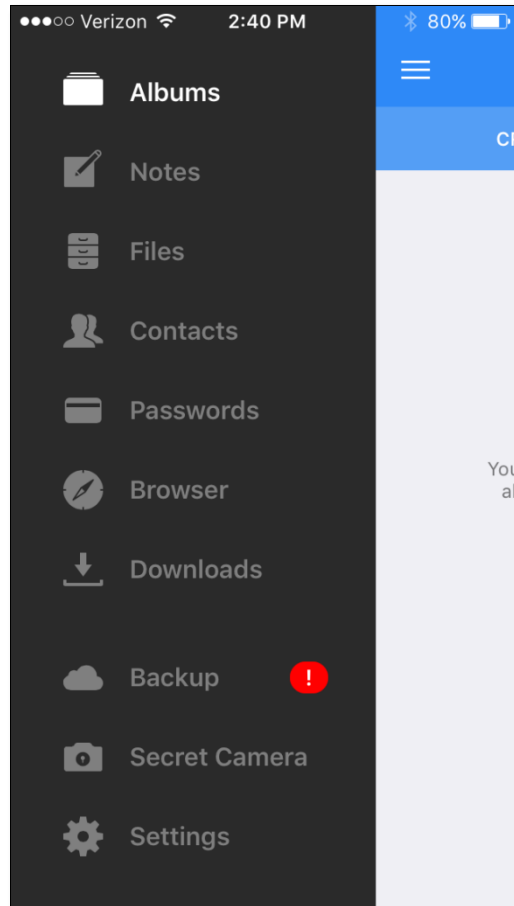 Verizon 2:40 PM 80%
Albums
Notes
Files
Contacts
Passwords
Browser
Downloads
Backup !
Secret Camera
Settings